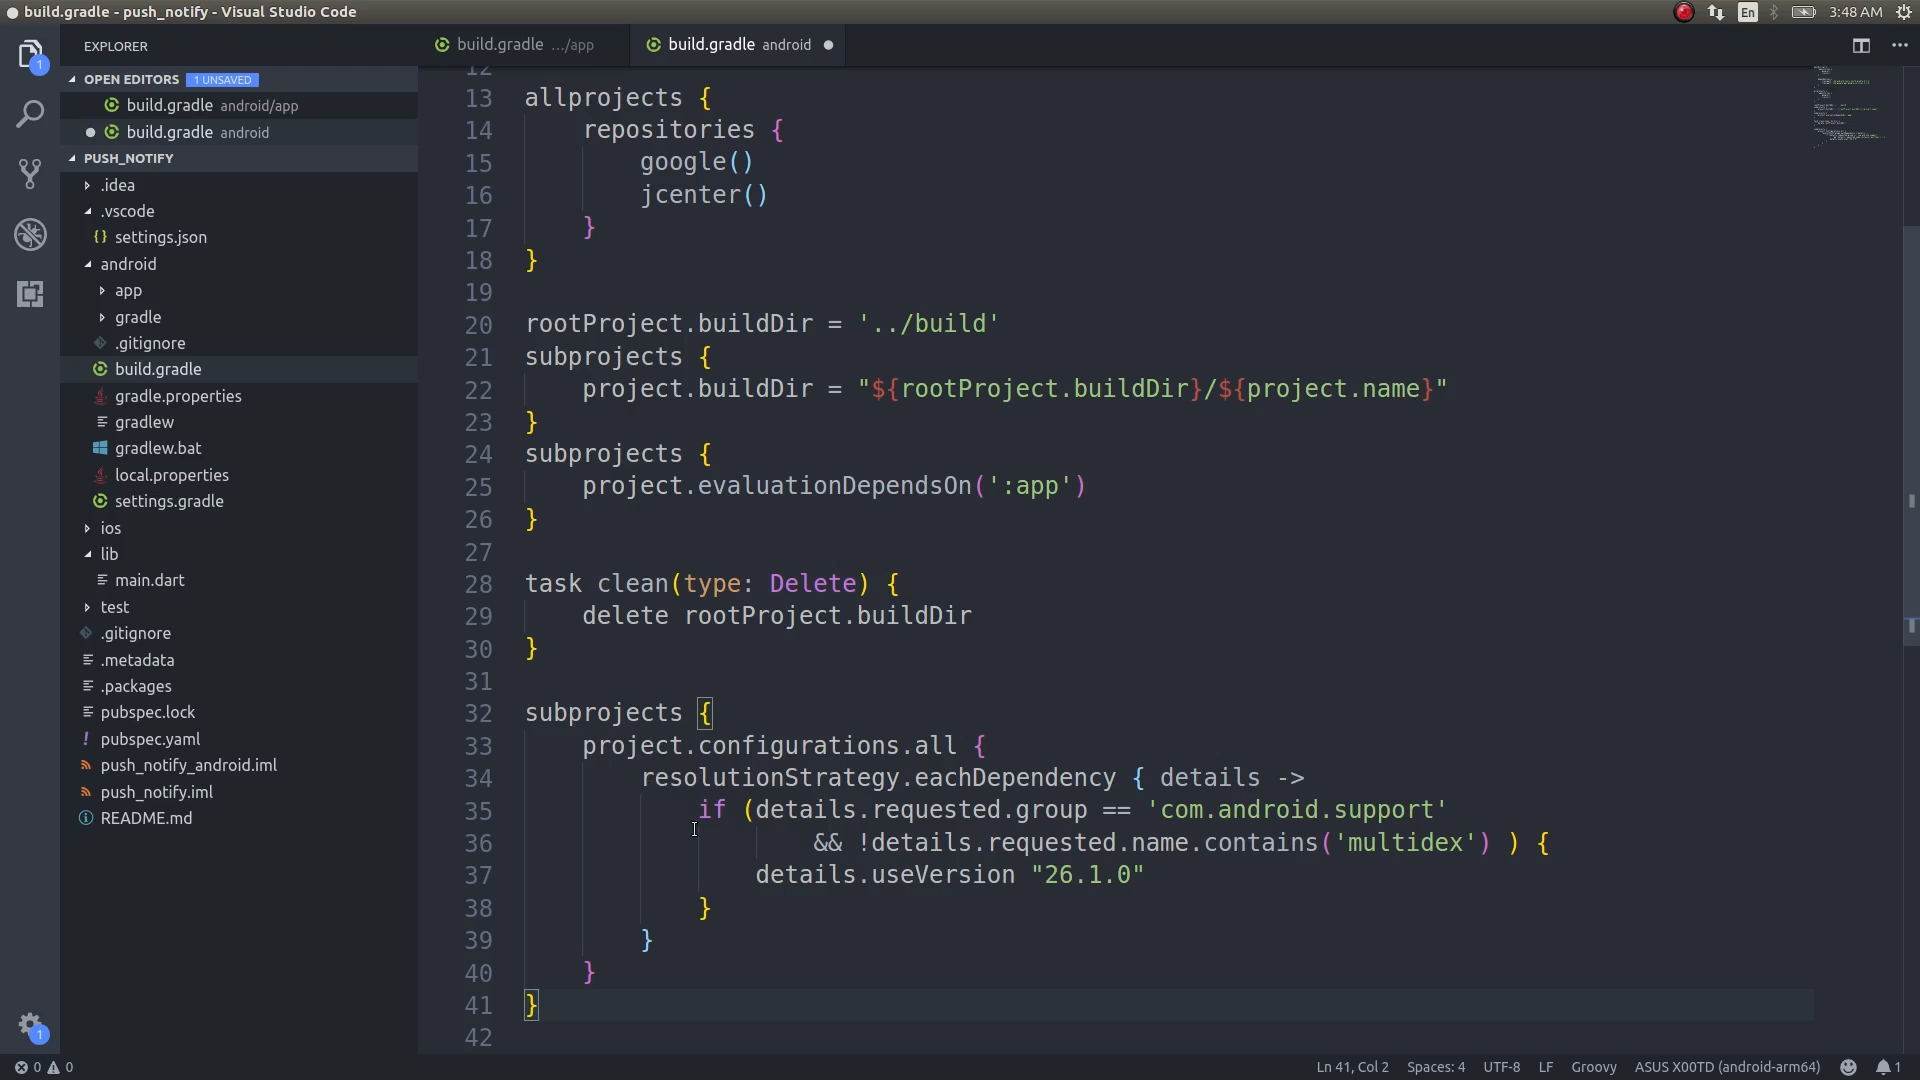 build.gradle - push_notify - Visual Studio Code
En
3:48 AM
EXPLORER
OPEN EDITORS 1 UNSAVED
build.gradle android/app
build.gradle android
PUSH_NOTIFY
.idea
.vscode
{} settings.json
android
app
gradle
.gitignore
build.gradle
gradle.properties
gradlew
gradlew.bat
local.properties
settings.gradle
ios
lib
main.dart
test
.gitignore
.metadata
.packages
pubspec.lock
! pubspec.yaml
push_notify_android.iml
push_notify.iml
README.md
1
1
build.gradle .../app
build.gradle android
12
13 allprojects {
14 repositories {
15 google()
16 jcenter()
17 }
18 }
19
20 rootProject.buildDir = '../build'
21 subprojects {
22 project.buildDir = "${rootProject.buildDir}/${project.name}"
23 }
24 subprojects {
25 project.evaluationDependsOn(':app')
26 }
27
28 task clean(type: Delete) {
29 delete rootProject.buildDir
30 }
31
32 subprojects {
33 project.configurations.all {
34 resolutionStrategy.eachDependency { details ->
35 if (details.requested.group == 'com.android.support'
36 && !details.requested.name.contains('multidex') ) {
37 details.useVersion "26.1.0"
38 }
39 }
40 }
41 }
42
0 0
Ln 41, Col 2 Spaces: 4 UTF-8 LF Groovy ASUS X00TD (android-arm64) 1